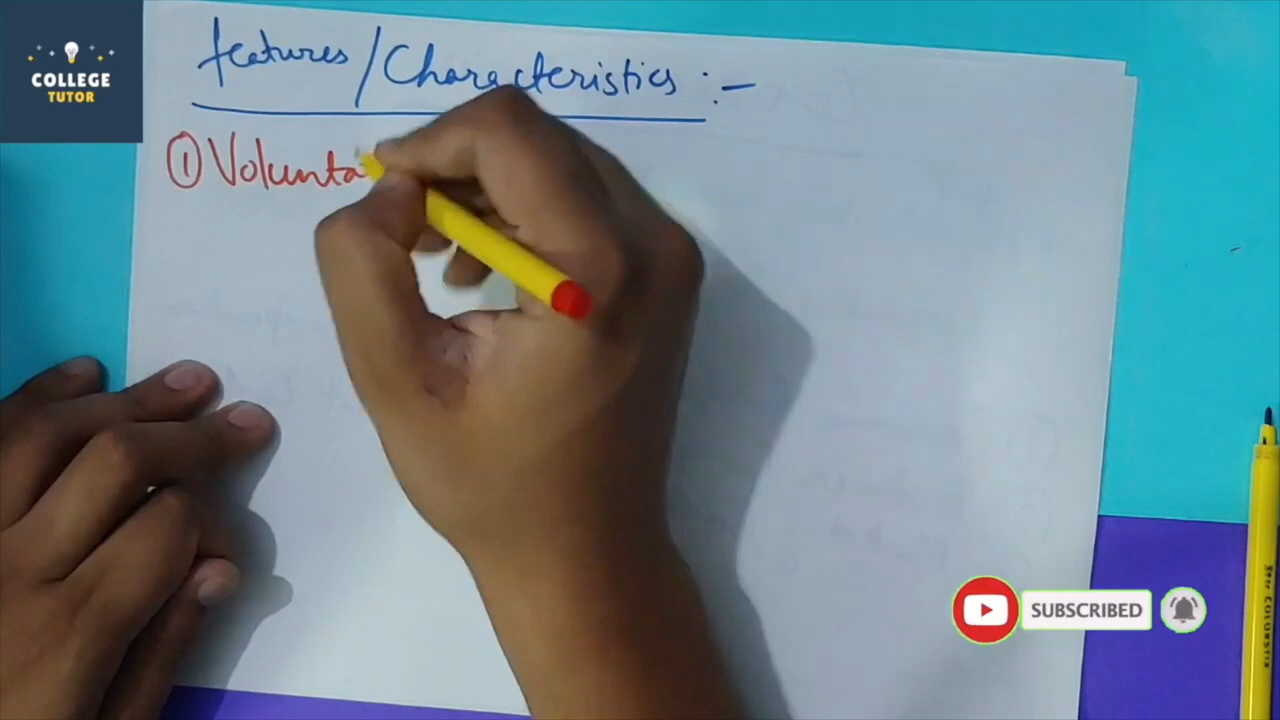 COLLEGE
TUTOR
features/Characteristics :-
① Volunta
SUBSCRIBED